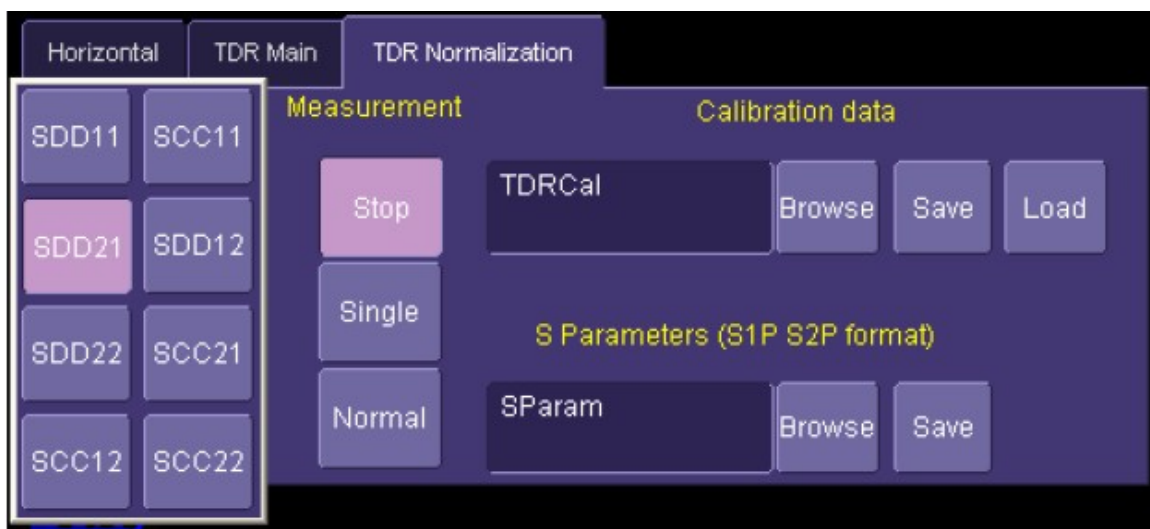 Horizontal TDR Main TDR Normalization
SDD11 SCC11
SDD21 SDD12
SDD22 SCC21
SCC12 SCC22
Measurement
Stop
Single
Normal
Calibration data
TDRCal Browse Save Load
S Parameters (S1P S2P format)
SParam Browse Save